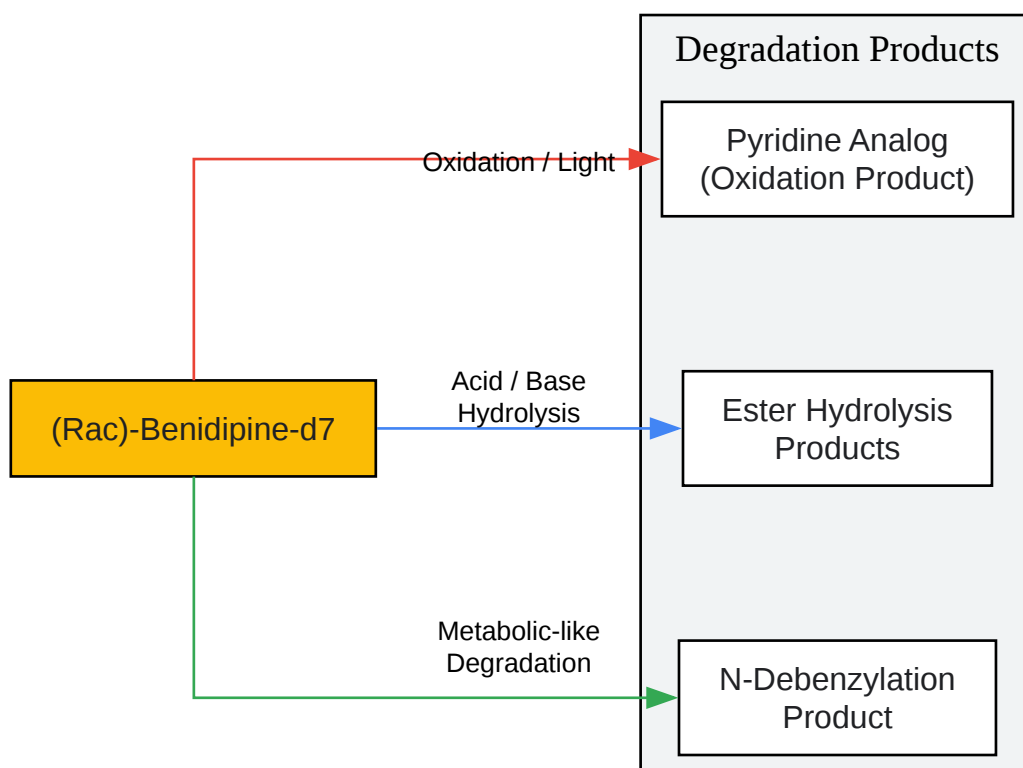 Degradation Products
Pyridine Analog
(Oxidation Product)
Oxidation / Light
Acid / Base
Hydrolysis
Ester Hydrolysis
Products
(Rac)-Benidipine-d7
Metabolic-like
Degradation
N-Debenzylation
Product